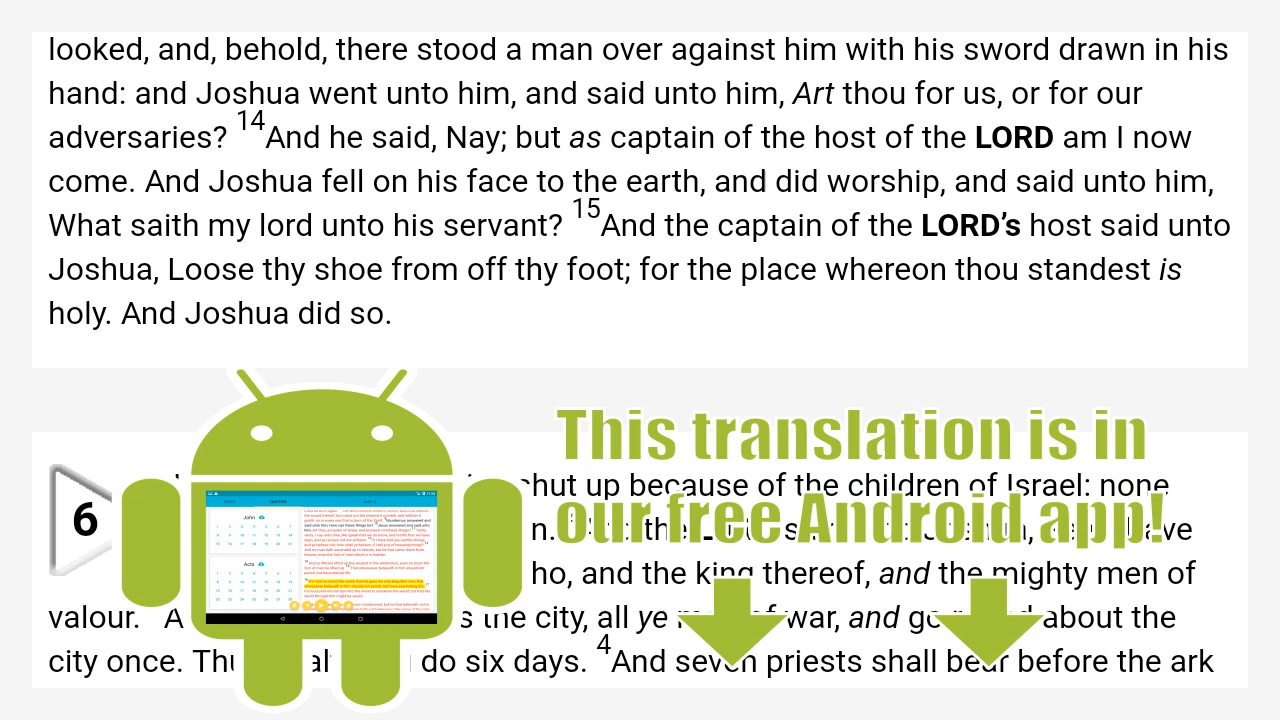 looked, and, behold, there stood a man over against him with his sword drawn in his
hand: and Joshua went unto him, and said unto him, Art thou for us, or for our
adversaries? 14And he said, Nay; but as captain of the host of the LORD am I now
come. And Joshua fell on his face to the earth, and did worship, and said unto him,
What saith my lord unto his servant? 15And the captain of the LORD's host said unto
Joshua, Loose thy shoe from off thy foot; for the place whereon thou standest is
holy. And Joshua did so.
This translation is in
our free Android app!
6
shut up because of the children of Israel: none
the
and the king thereof, and the mighty men of
valour. the city, all ye war, and about the
city once. do six days. 4And seven priests shall bear before the ark
John
Acts